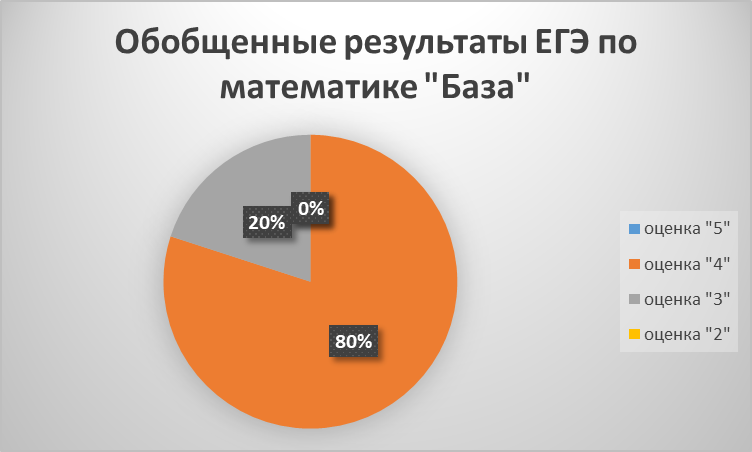 Обобщенные результаты ЕГЭ по
математике "База"
0%
20%
80%
оценка "5"
оценка "4"
оценка "3"
оценка "2"